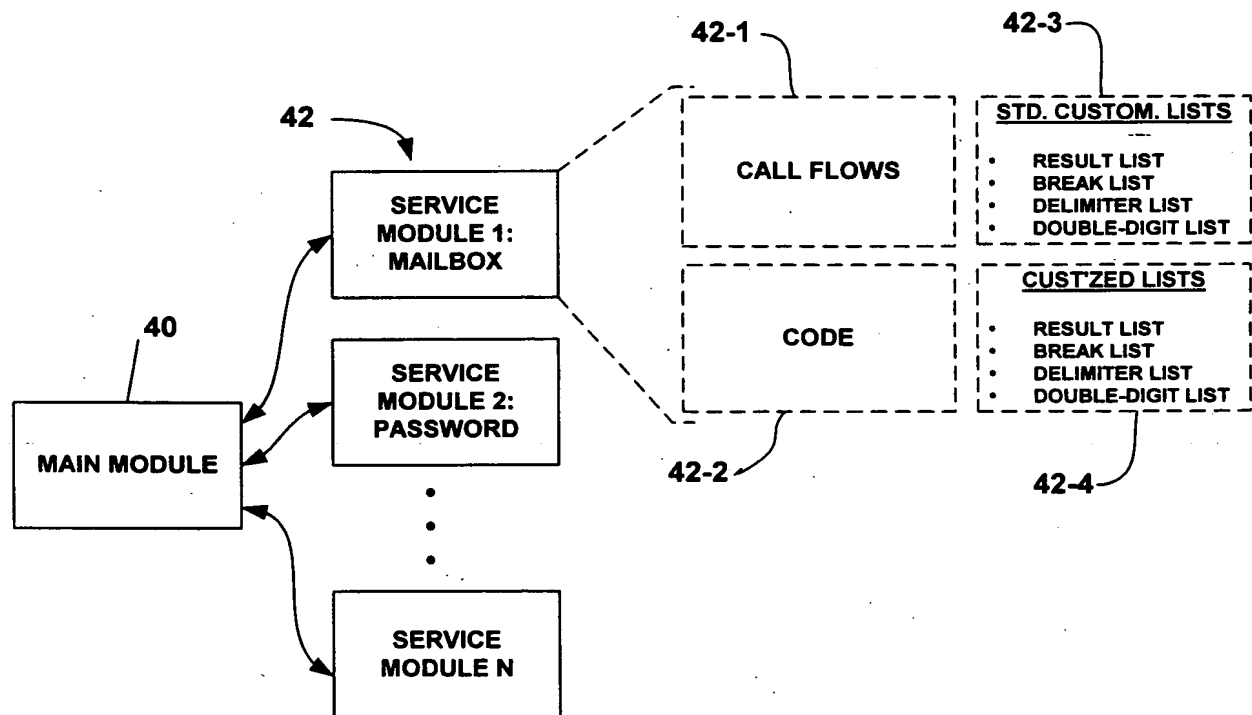 42-1
42-3
42
STD. CUSTOM. LISTS
• RESULT LIST
• BREAK LIST
• DELIMITER LIST
• DOUBLE-DIGIT LIST
CALL FLOWS
SERVICE
MODULE 1:
MAILBOX
CUST'ZED LISTS
• RESULT LIST
• BREAK LIST
• DELIMITER LIST
• DOUBLE-DIGIT LIST
CODE
40
SERVICE
MODULE 2:
PASSWORD
MAIN MODULE
42-2
42-4
SERVICE
MODULE N